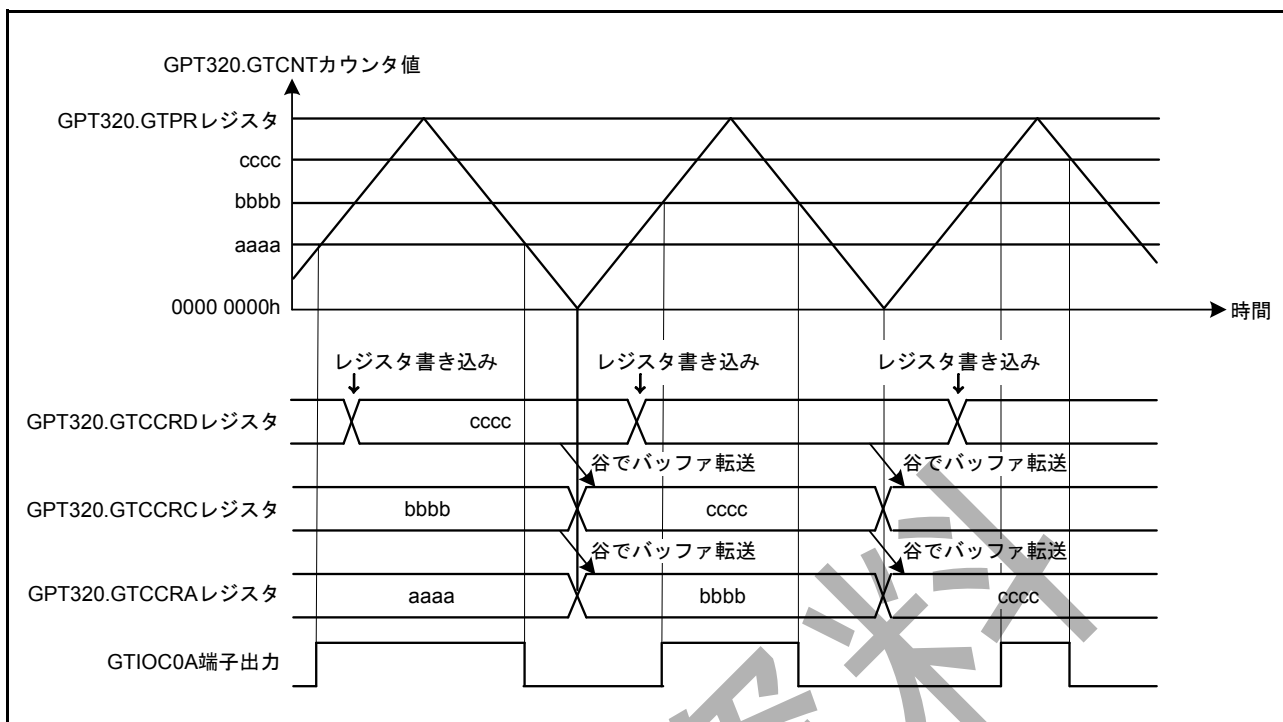 GPT320.GTCNTカウンタ値
GPT320.GTPRレジスタ
cccc
bbbb
aaaa
0000 0000h
時間
レジスタ書き込み
レジスタ書き込み
レジスタ書き込み
GPT320.GTCCRDレジスタ
cccc
谷でバッファ転送
谷でバッファ転送
GPT320.GTCCRCレジスタ
bbbb
cccc
谷でバッファ転送
谷でバッファ転送
GPT320.GTCCRAレジスタ
aaaa
bbbb
cccc
GTIOC0A端子出力
料